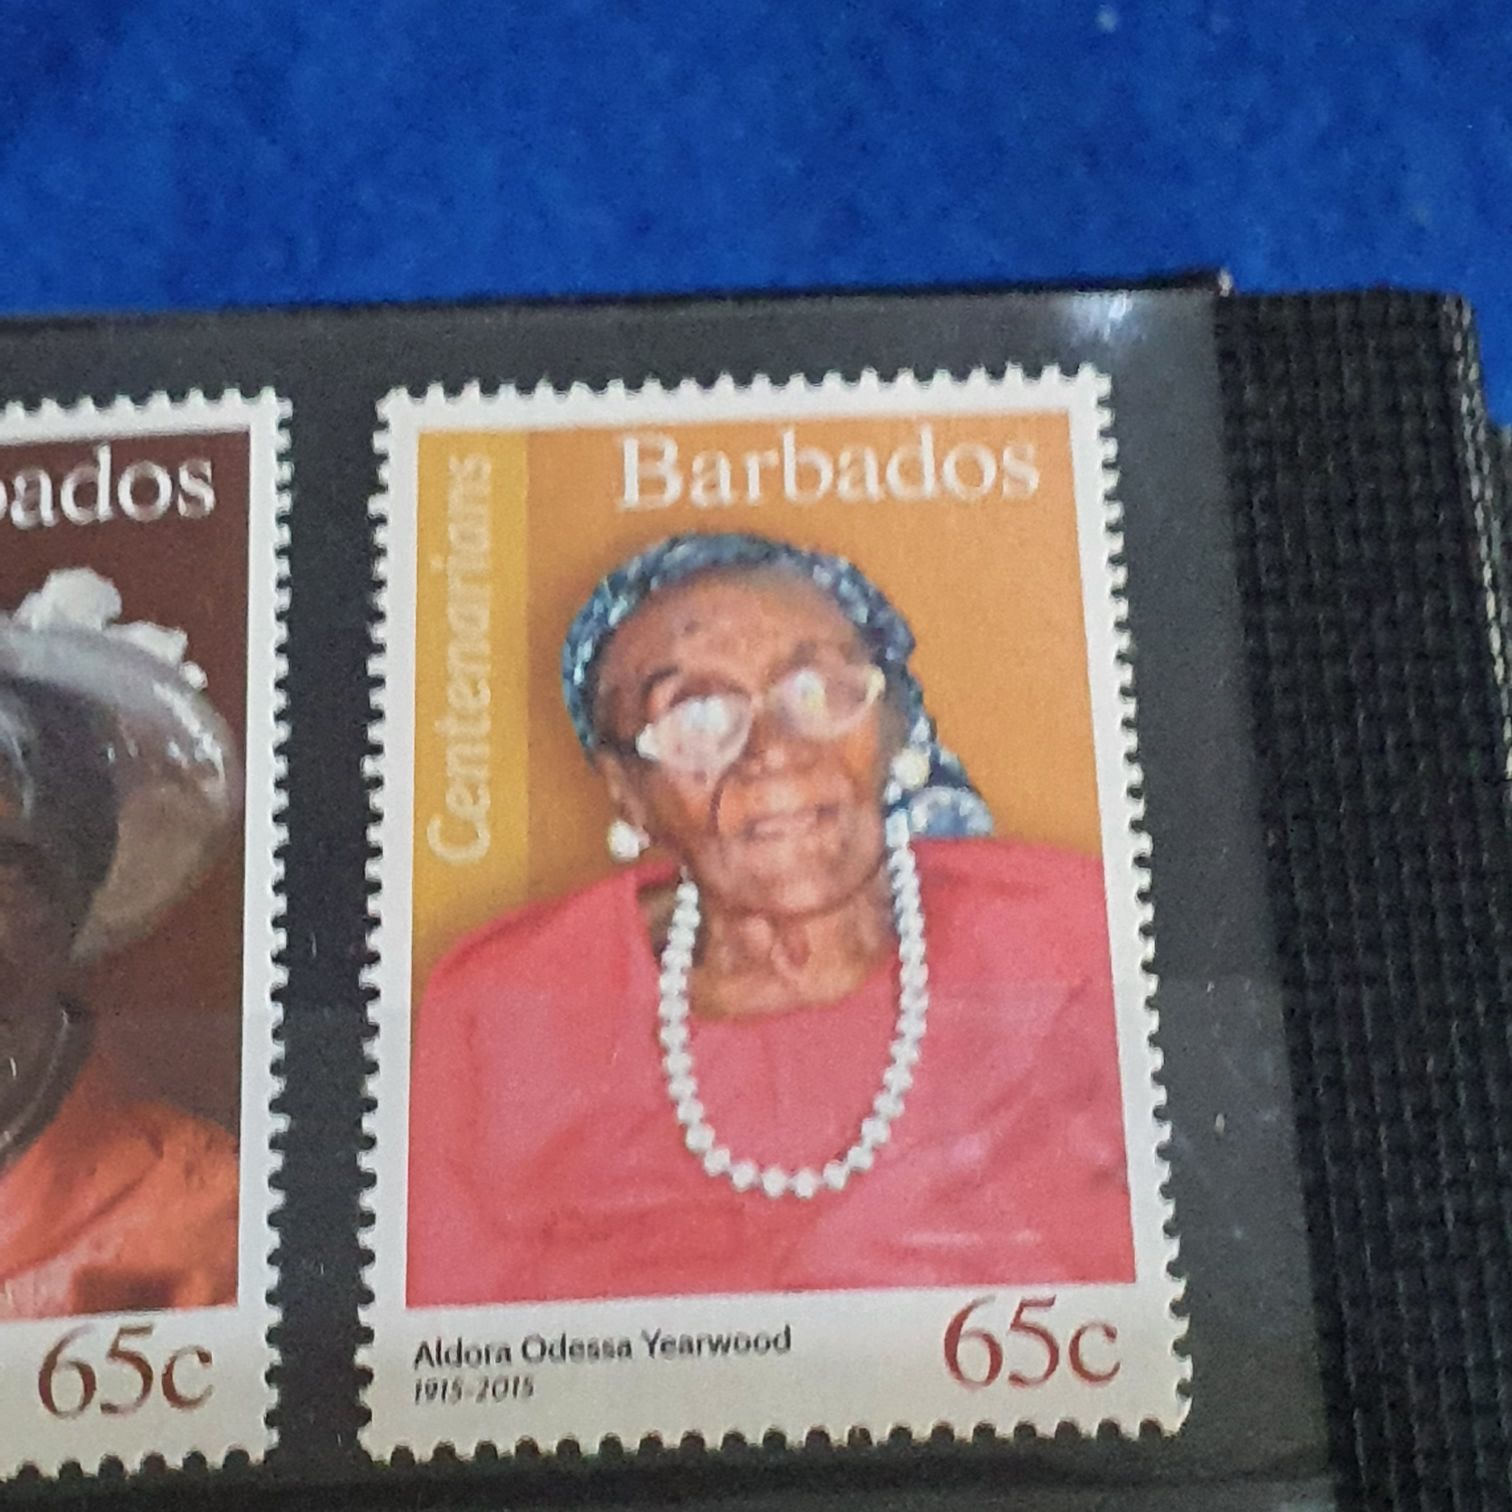 bados
65c
Barbados
Centenarians
Aldora Odessa Yearwood
1915-2015
65c